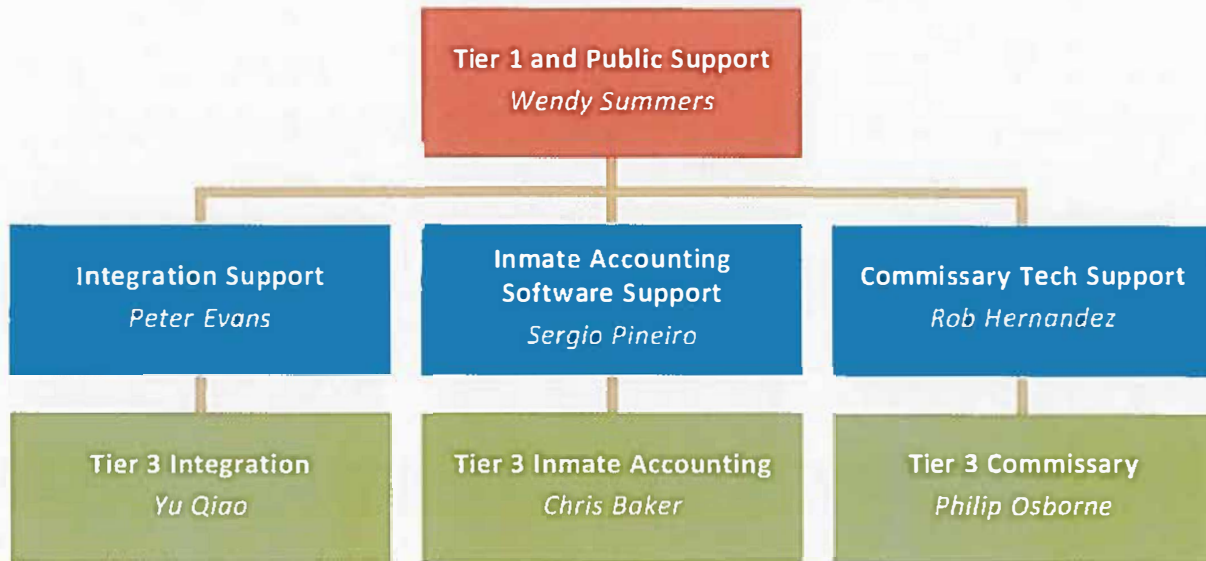 Tier 1 and Public Support
Wendy Summers
Integration Support
Peter Evans
Inmate Accounting
Software Support
Sergio Pineiro
Commissary Tech Support
Rob Hernandez
Tier 3 Integration
Yu Qiao
Tier 3 Inmate Accounting
Chris Baker
Tier 3 Commissary
Philip Osborne